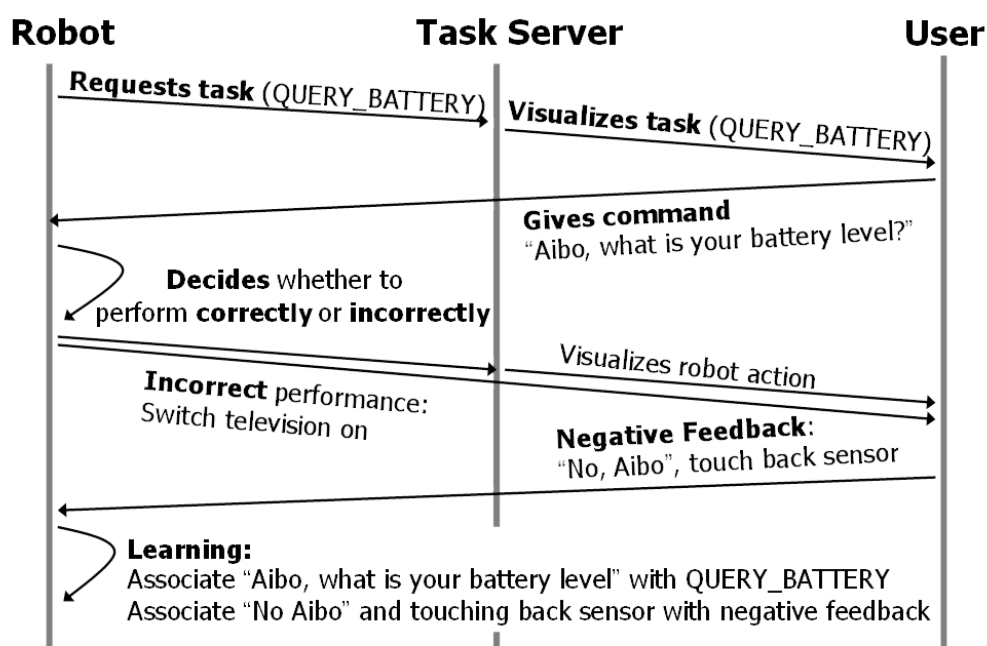 Robot
Task Server
User
Requests task (QUERY_BATTERY)
Visualizes task (QUERY_BATTERY)
Gives command
“Aibo, what is your battery level?”
Decides whether to
perform correctly or incorrectly
Visualizes robot action
Incorrect performance:
Switch television on
Negative Feedback:
“No, Aibo”, touch back sensor
Learning:
Associate “Aibo, what is your battery level” with QUERY_BATTERY
Associate “No Aibo” and touching back sensor with negative feedback